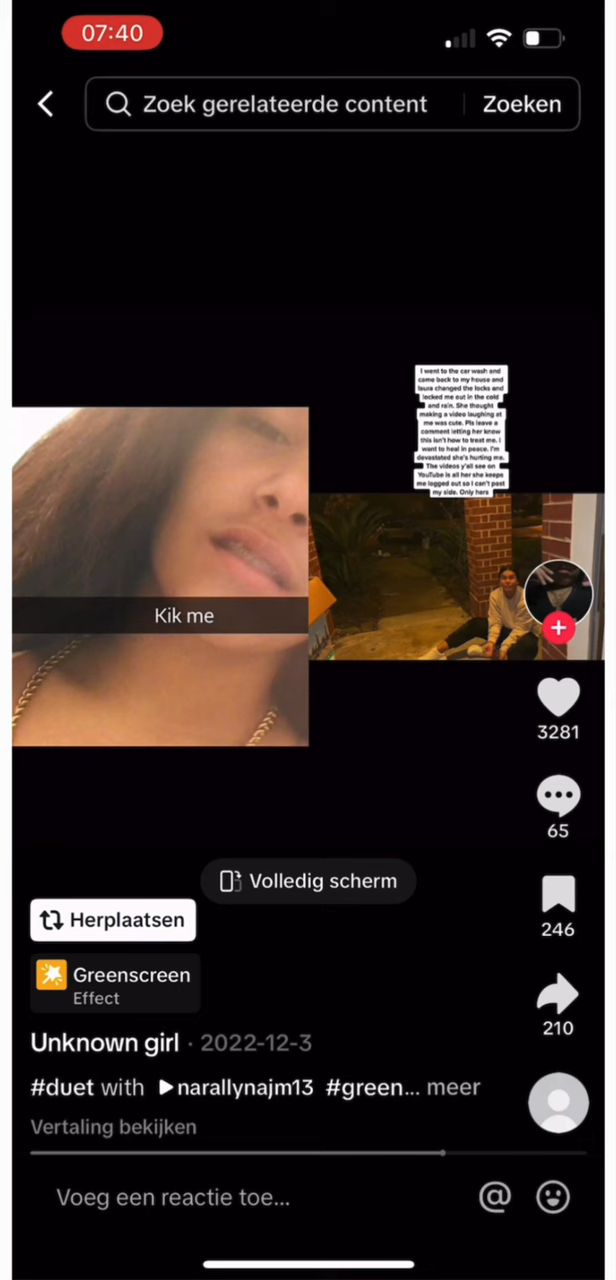 07:40
Zoek gerelateerde content
Zoeken
I went to the car wash and
came back to my house and
laura changed the locks and
locked me out in the cold
and rain. She thought
making a video laughing at
me was cute. Pls leave a
comment letting her know
this isn't how to treat me. I
want to heal in peace. I'm
devastated she's hurting me.
The videos y'all see on
YouTube is all her she keeps
me logged out so I can't post
my side. Only hers
Kik me
3281
65
Volledig scherm
Herplaatsen
246
Greenscreen
Effect
210
Unknown girl · 2022-12-3
#duet with ▶narallynajm13 #green... meer
Vertaling bekijken
Voeg een reactie toe...